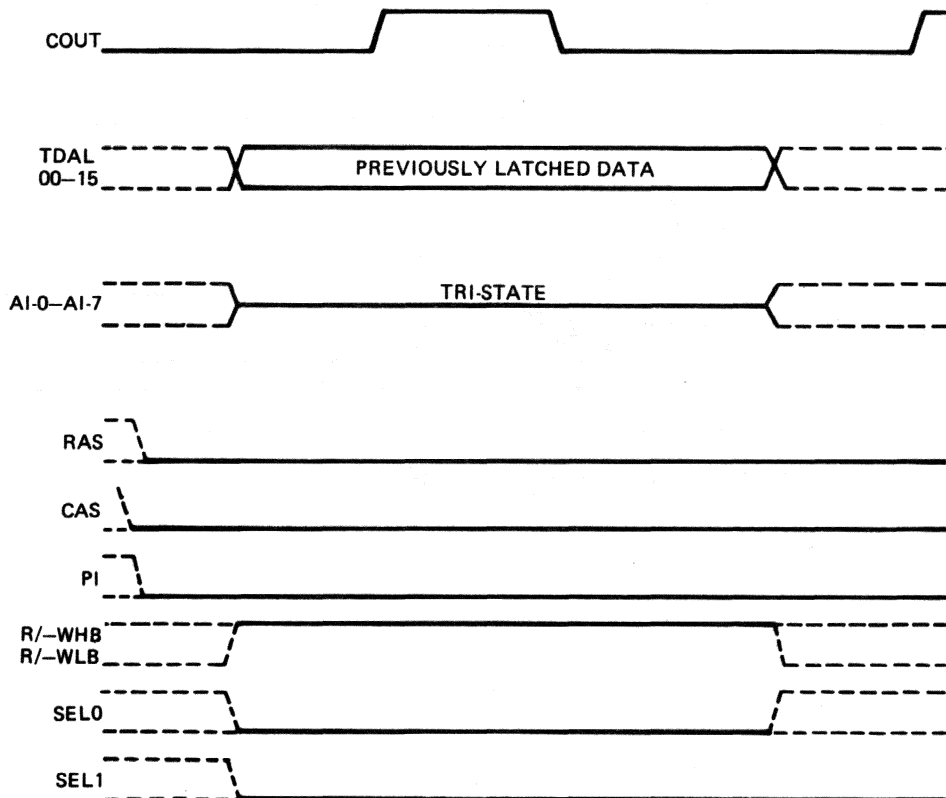 COUT
TDAL
00–15
PREVIOUSLY LATCHED DATA
AI-0–AI-7
TRI-STATE
RAS
CAS
PI
R/–WHB
R/–WLB
SEL0
SEL1